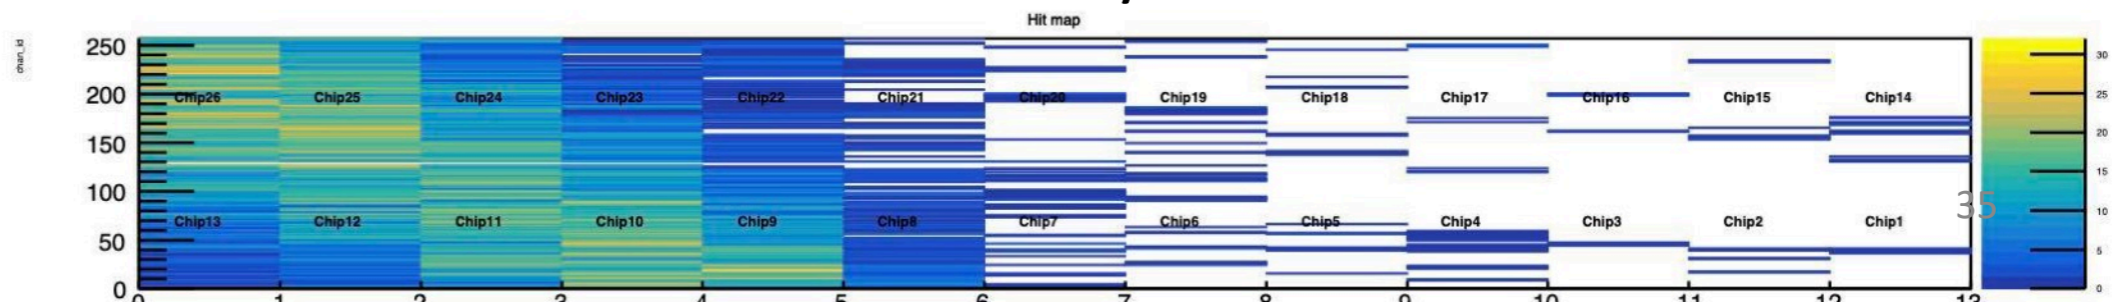 Hit map
chan_id
250
200
150
100
50
0
Chip26 Chip25 Chip24 Chip23 Chip22 Chip21 Chip20 Chip19 Chip18 Chip17 Chip16 Chip15 Chip14
Chip13 Chip12 Chip11 Chip10 Chip9 Chip8 Chip7 Chip6 Chip5 Chip4 Chip3 Chip2 Chip1
0 1 2 3 4 5 6 7 8 9 10 11 12 13
30
25
20
15
10
5
0
35